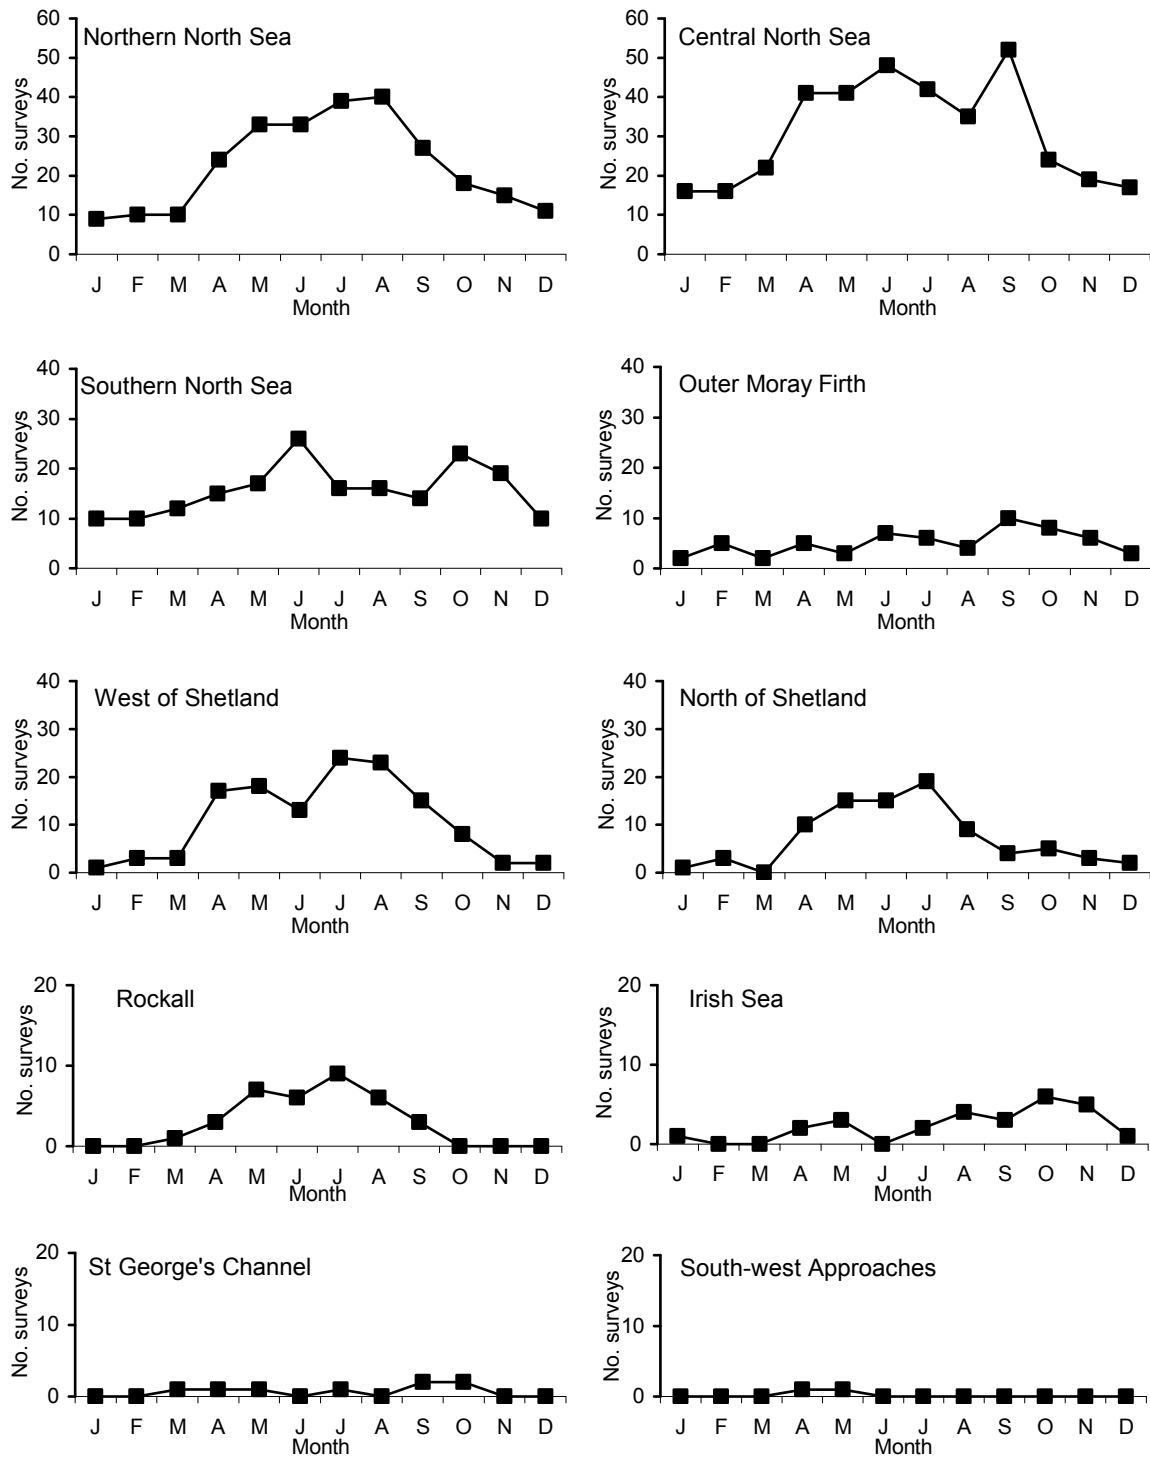 Northern North Sea
No. surveys
60
50
40
30
20
10
0
J F M A M J J A S O N D
Month
Central North Sea
No. surveys
60
50
40
30
20
10
0
J F M A M J J A S O N D
Month
Southern North Sea
No. surveys
40
30
20
10
0
J F M A M J J A S O N D
Month
Outer Moray Firth
No. surveys
40
30
20
10
0
J F M A M J J A S O N D
Month
West of Shetland
No. surveys
40
30
20
10
0
J F M A M J J A S O N D
Month
North of Shetland
No. surveys
40
30
20
10
0
J F M A M J J A S O N D
Month
Rockall
No. surveys
20
10
0
J F M A M J J A S O N D
Month
Irish Sea
No. surveys
20
10
0
J F M A M J J A S O N D
Month
St George's Channel
No. surveys
20
10
0
J F M A M J J A S O N D
Month
South-west Approaches
No. surveys
20
10
0
J F M A M J J A S O N D
Month